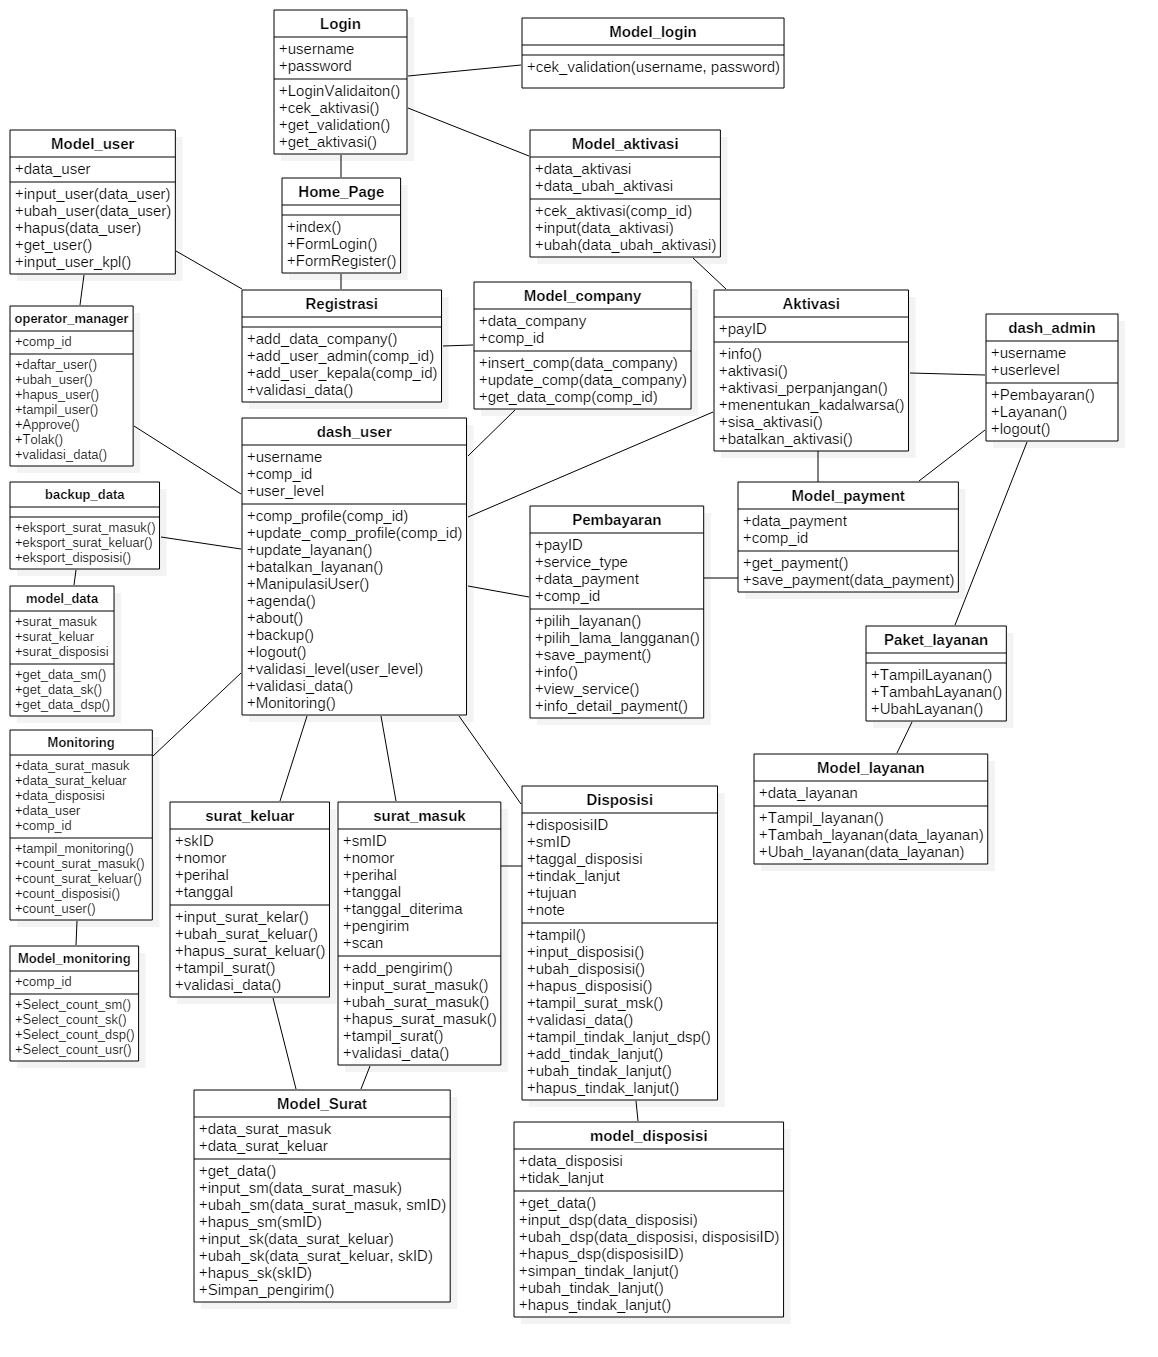 Login
+username
+password
+LoginValidaiton()
+cek_aktivasi()
+get_validation()
+get_aktivasi()
Model_login
+cek_validation(username, password)
Model_user
+data_user
+input_user(data_user)
+ubah_user(data_user)
+hapus(data_user)
+get_user()
+input_user_kpl()
Home_Page
+index()
+FormLogin()
+FormRegister()
Model_aktivasi
+data_aktivasi
+data_ubah_aktivasi
+cek_aktivasi(comp_id)
+input(data_aktivasi)
+ubah(data_ubah_aktivasi)
operator_manager
+comp_id
+daftar_user()
+ubah_user()
+hapus_user()
+tampil_user()
+Approve()
+Tolak()
+validasi_data()
Registrasi
+add_data_company()
+add_user_admin(comp_id)
+add_user_kepala(comp_id)
+validasi_data()
Model_company
+data_company
+comp_id
+insert_comp(data_company)
+update_comp(data_company)
+get_data_comp(comp_id)
Aktivasi
+payID
+info()
+aktivasi()
+aktivasi_perpanjangan()
+menentukan_kadalwarsa()
+sisa_aktivasi()
+batalkan_aktivasi()
dash_admin
+username
+userlevel
+Pembayaran()
+Layanan()
+logout()
backup_data
+eksport_surat_masuk()
+eksport_surat_keluar()
+eksport_disposisi()
dash_user
+username
+comp_id
+user_level
+comp_profile(comp_id)
+update_comp_profile(comp_id)
+update_layanan()
+batalkan_layanan()
+ManipulasiUser()
+agenda()
+about()
+backup()
+logout()
+validasi_level(user_level)
+validasi_data()
+Monitoring()
Pembayaran
+payID
+service_type
+data_payment
+comp_id
+pilih_layanan()
+pilih_lama_langganan()
+save_payment()
+info()
+view_service()
+info_detail_payment()
Model_payment
+data_payment
+comp_id
+get_payment()
+save_payment(data_payment)
model_data
+surat_masuk
+surat_keluar
+surat_disposisi
+get_data_sm()
+get_data_sk()
+get_data_dsp()
Paket_layanan
+TampilLayanan()
+TambahLayanan()
+UbahLayanan()
Monitoring
+data_surat_masuk
+data_surat_keluar
+data_disposisi
+data_user
+comp_id
+tampil_monitoring()
+count_surat_masuk()
+count_surat_keluar()
+count_disposisi()
+count_user()
Model_layanan
+data_layanan
+Tampil_layanan()
+Tambah_layanan(data_layanan)
+Ubah_layanan(data_layanan)
surat_keluar
+skID
+nomor
+perihal
+tanggal
+input_surat_kelar()
+ubah_surat_keluar()
+hapus_surat_keluar()
+tampil_surat()
+validasi_data()
surat_masuk
+smID
+nomor
+perihal
+tanggal
+tanggal_diterima
+pengirim
+scan
+add_pengirim()
+input_surat_masuk()
+ubah_surat_masuk()
+hapus_surat_masuk()
+tampil_surat()
+validasi_data()
Disposisi
+disposisiID
+smID
+taggal_disposisi
+tindak_lanjut
+tujuan
+note
+tampil()
+input_disposisi()
+ubah_disposisi()
+hapus_disposisi()
+tampil_surat_msk()
+validasi_data()
+tampil_tindak_lanjut_dsp()
+add_tindak_lanjut()
+ubah_tindak_lanjut()
+hapus_tindak_lanjut()
Model_monitoring
+comp_id
+Select_count_sm()
+Select_count_sk()
+Select_count_dsp()
+Select_count_usr()
Model_Surat
+data_surat_masuk
+data_surat_keluar
+get_data()
+input_sm(data_surat_masuk)
+ubah_sm(data_surat_masuk, smID)
+hapus_sm(smID)
+input_sk(data_surat_keluar)
+ubah_sk(data_surat_keluar, skID)
+hapus_sk(skID)
+Simpan_pengirim()
model_disposisi
+data_disposisi
+tidak_lanjut
+get_data()
+input_dsp(data_disposisi)
+ubah_dsp(data_disposisi, disposisiID)
+hapus_dsp(disposisiID)
+simpan_tindak_lanjut()
+ubah_tindak_lanjut()
+hapus_tindak_lanjut()